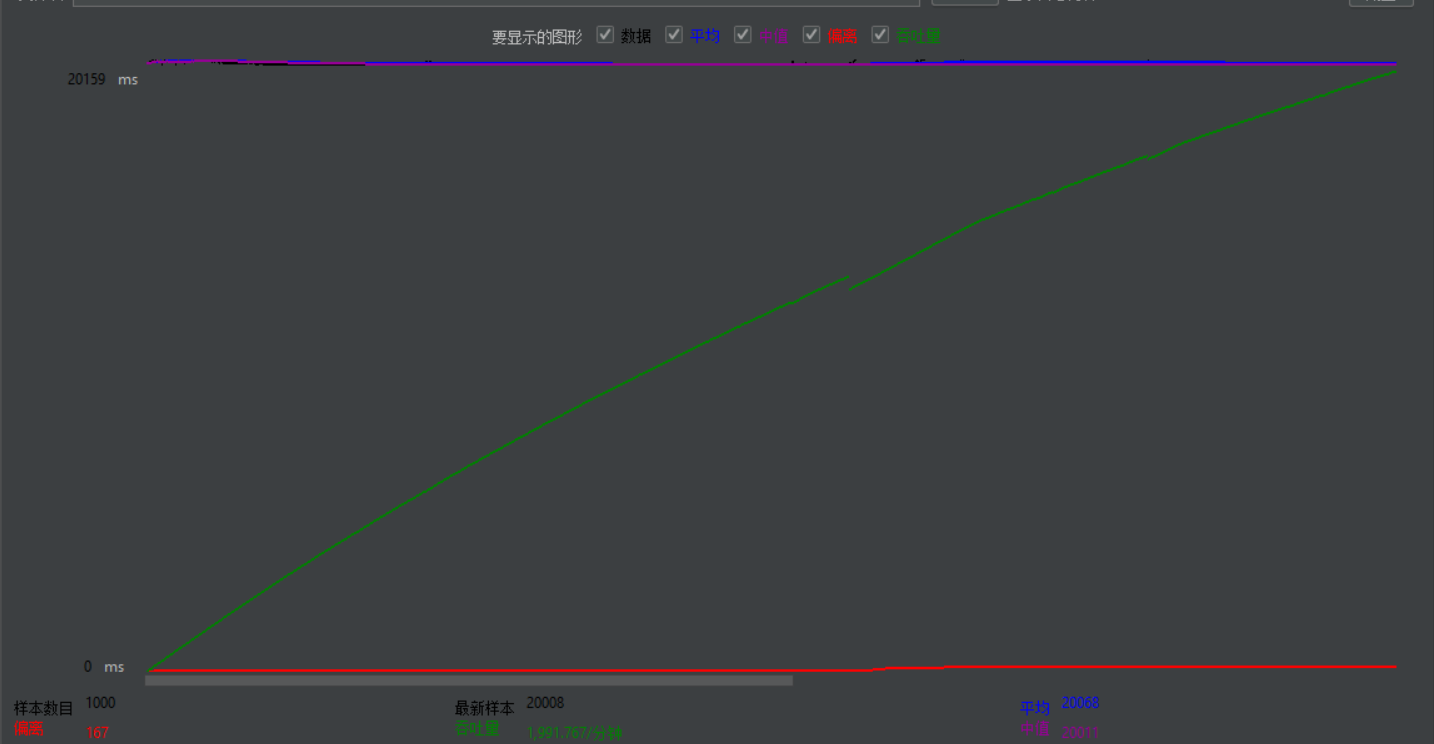 要显示的图形 数据 平均 中值 偏离 吞吐量
20159 ms
0 ms
样本数目 1000 最新样本 20008 平均 20068
偏离 167 吞吐量 1,991.767/分钟 中值